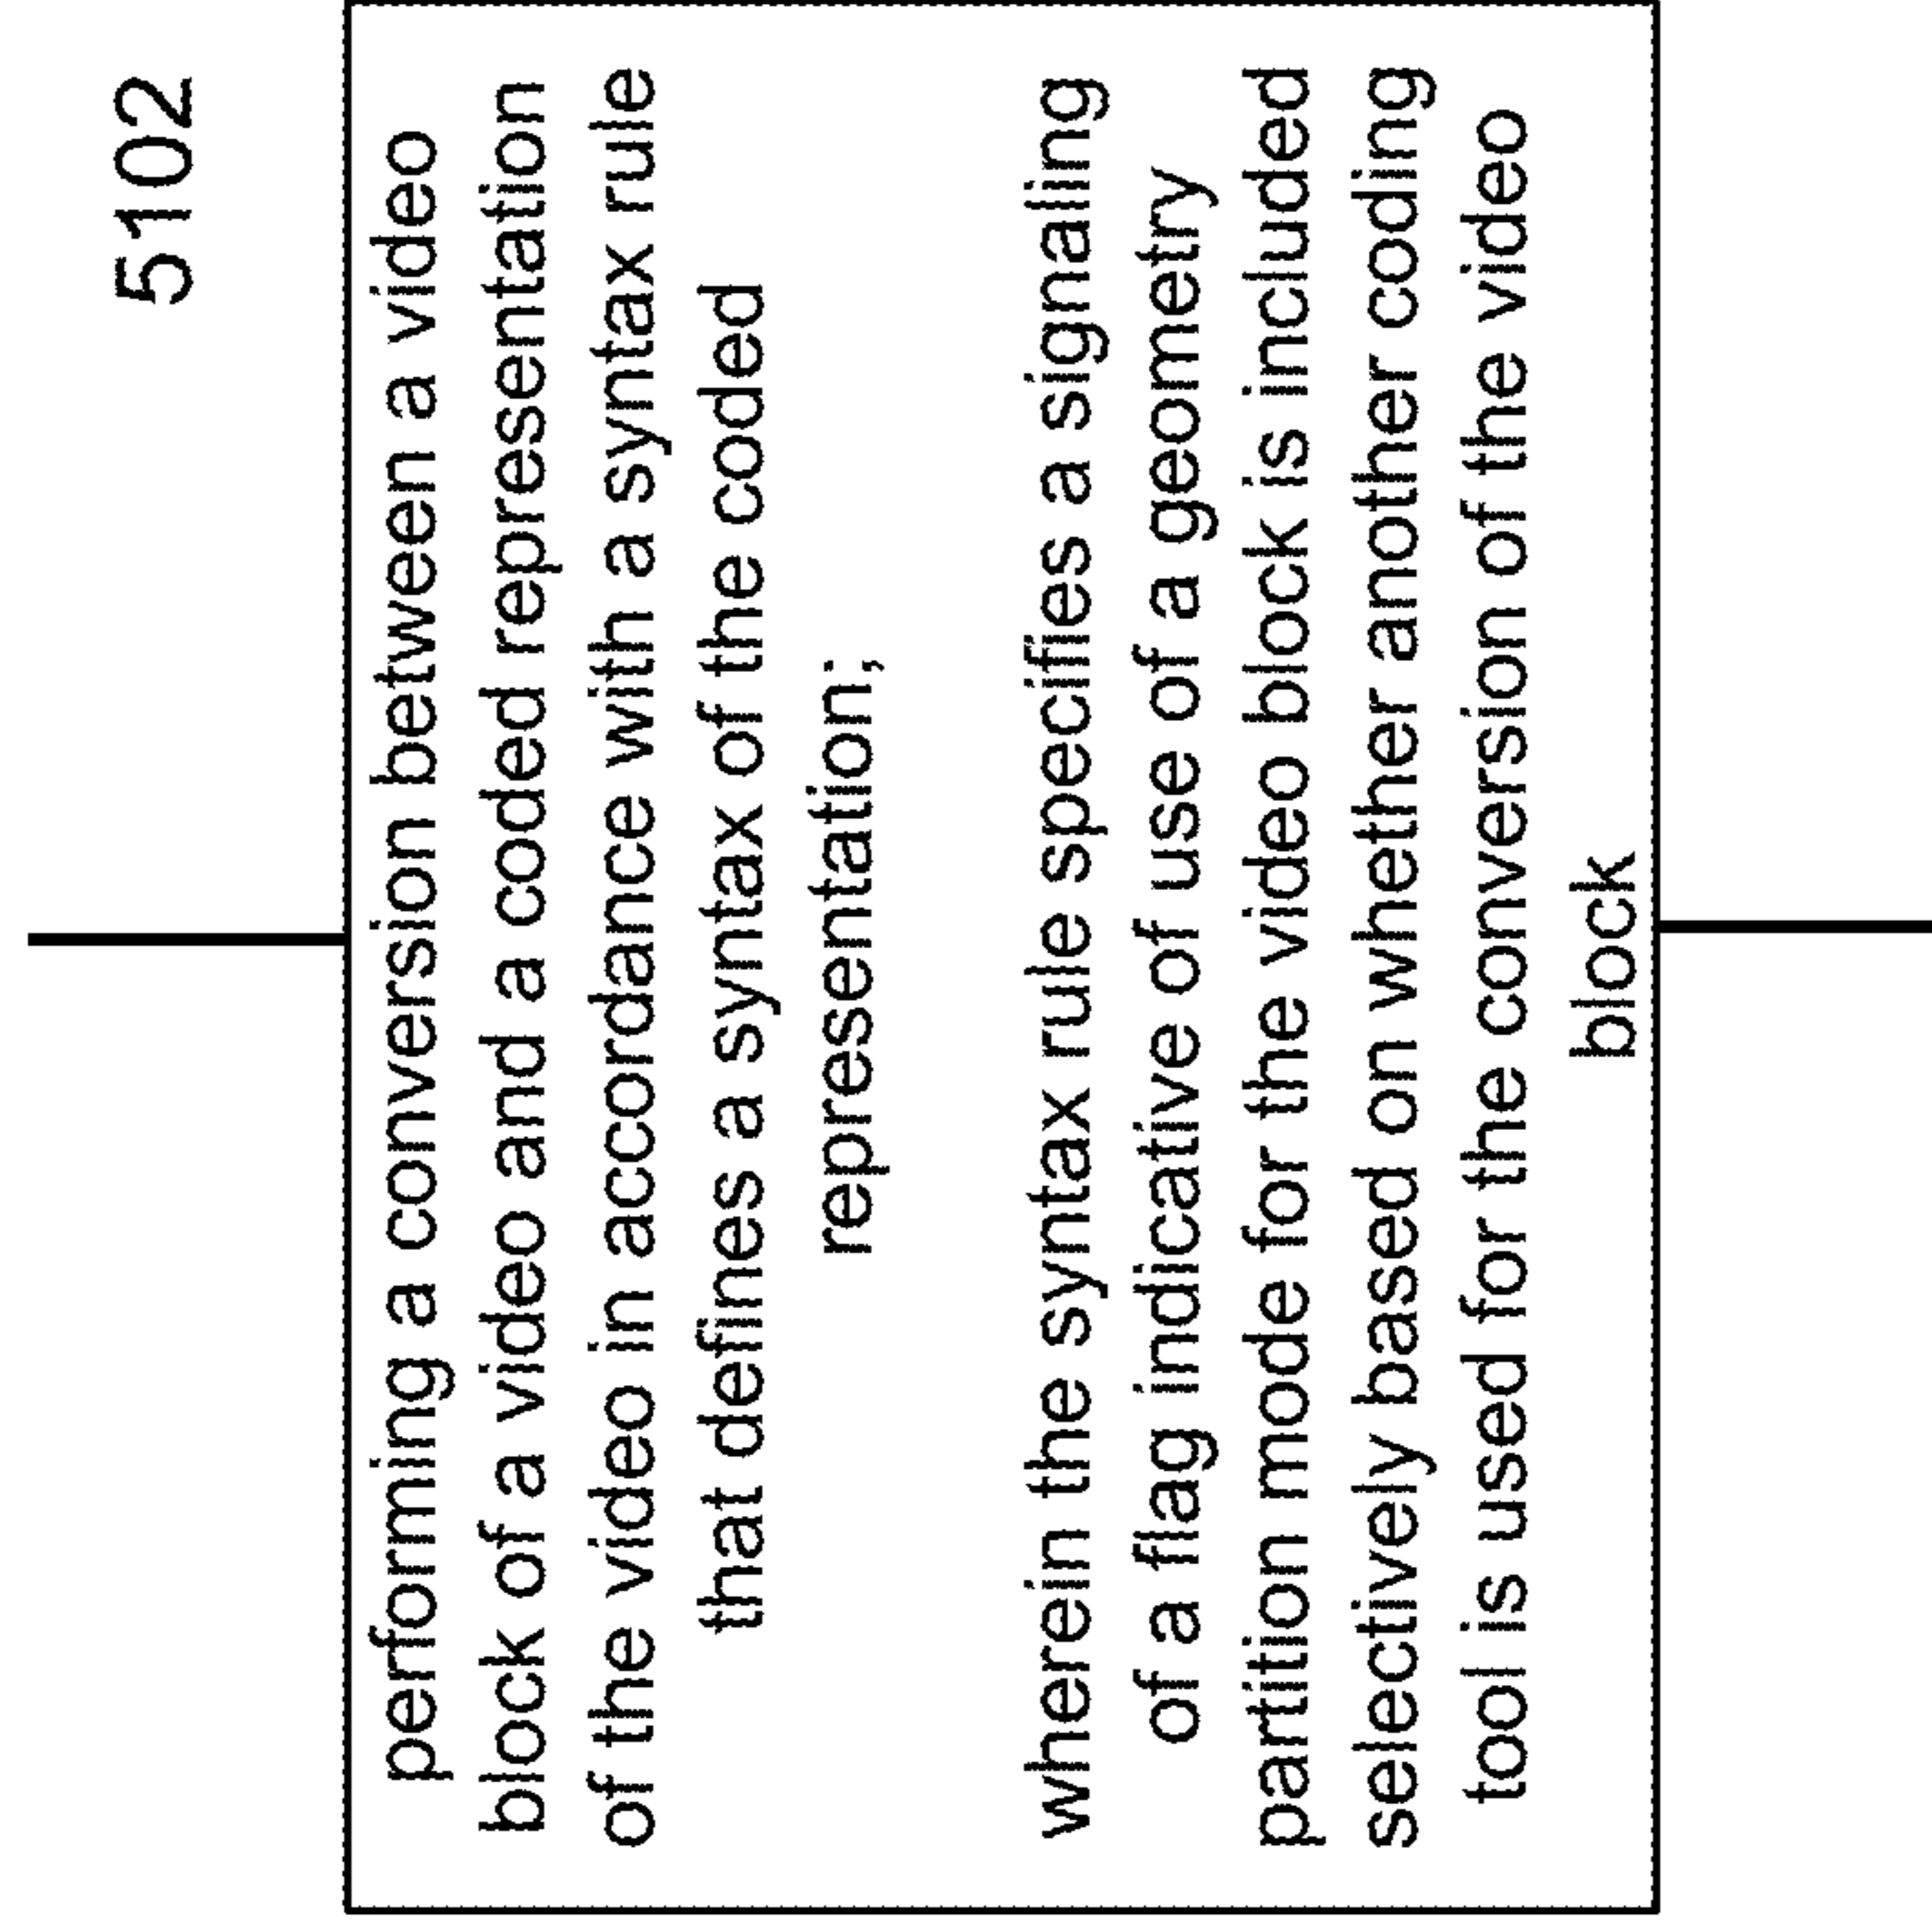 5102
performing a conversion between a video
block of a video and a coded representation
of the video in accordance with a syntax rule
that defines a syntax of the coded
representation;
wherein the syntax rule specifies a signaling
of a flag indicative of use of a geometry
partition mode for the video block is included
selectively based on whether another coding
tool is used for the conversion of the video
block